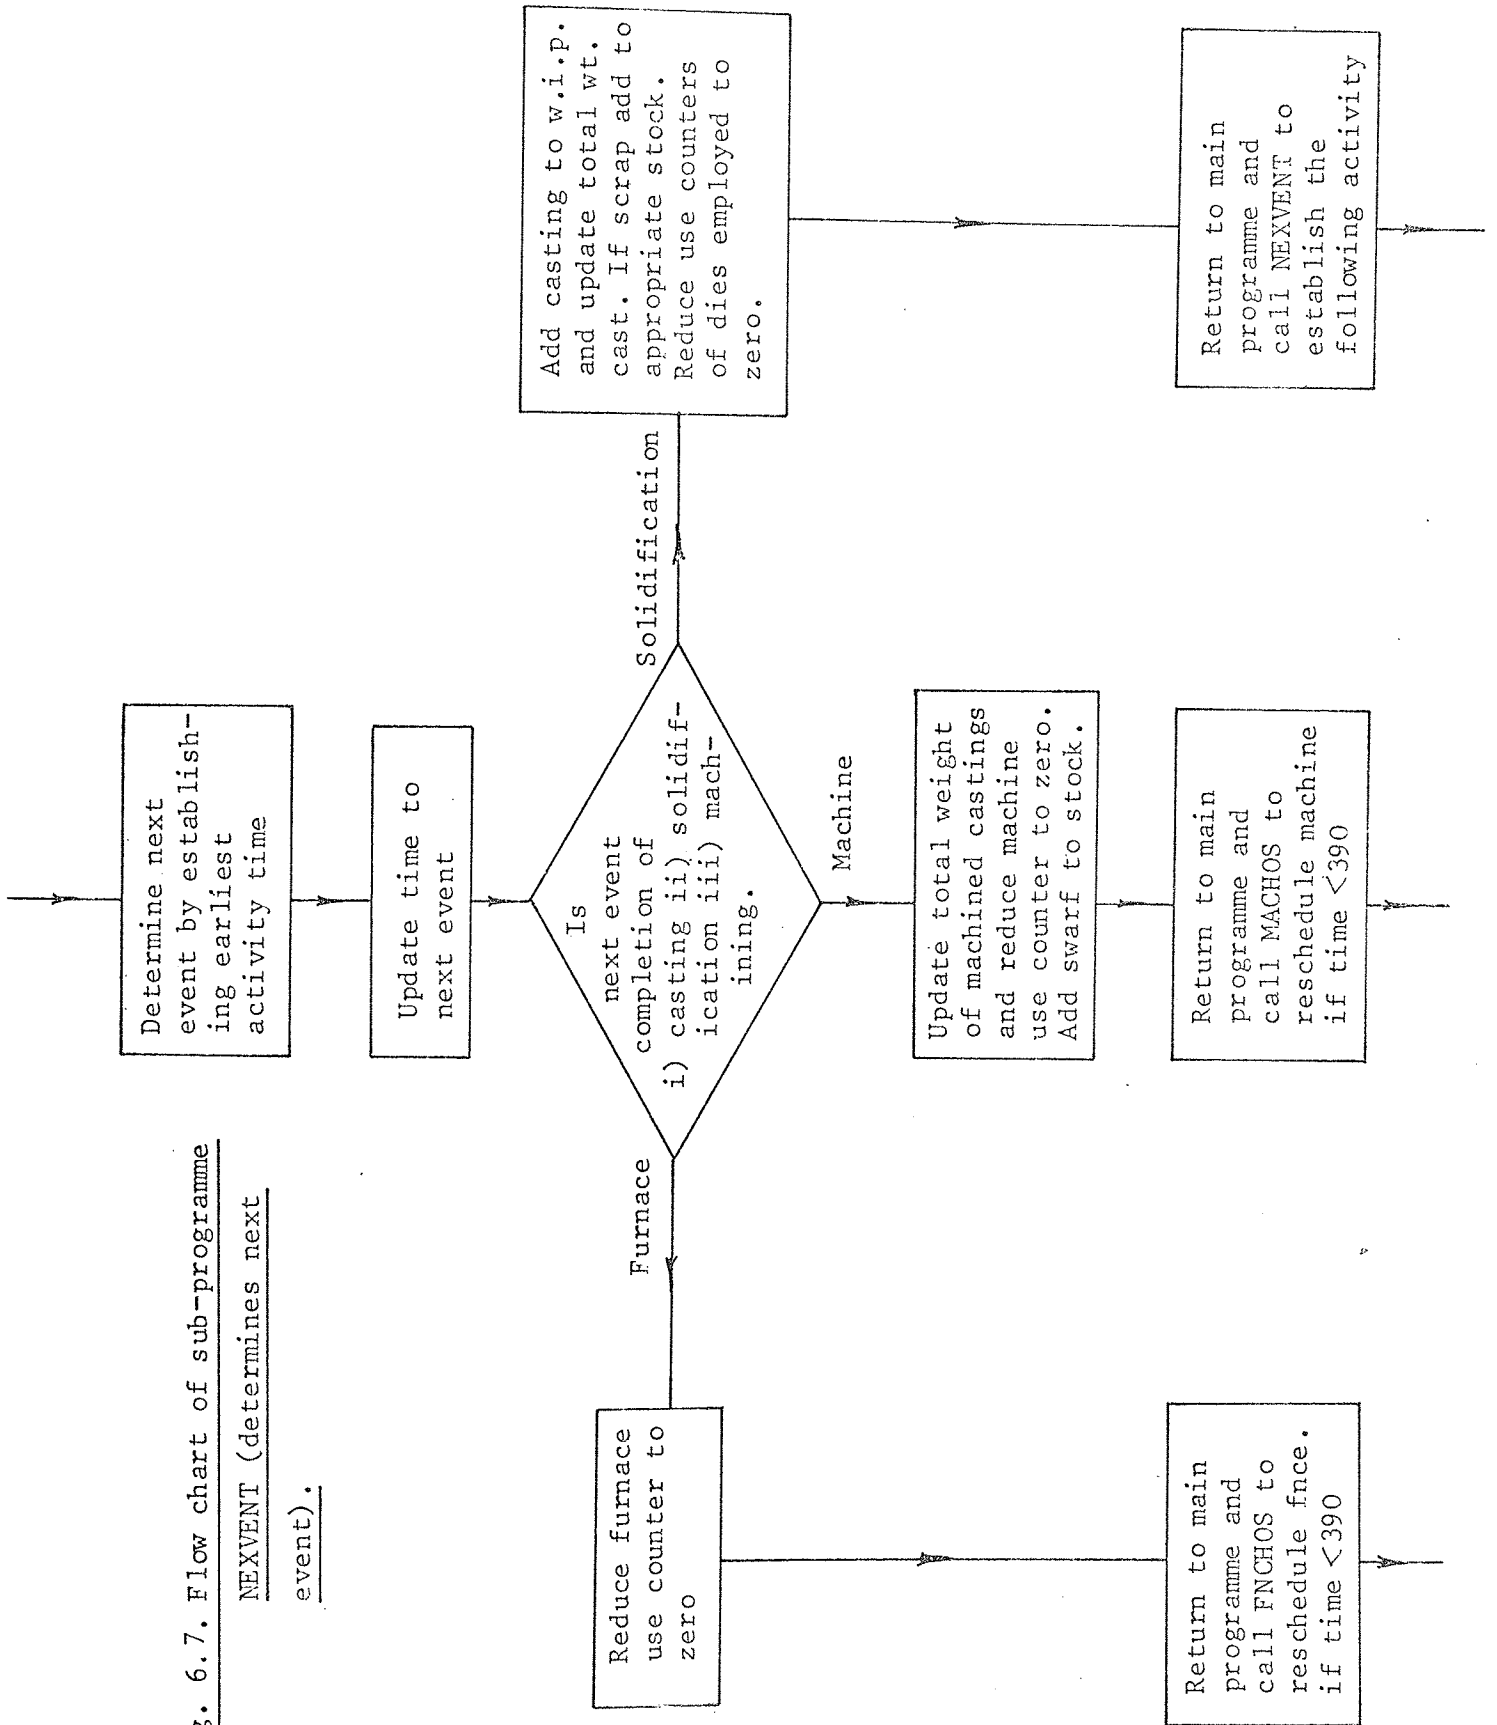 g. 6.7. Flow chart of sub-programme
NEXVENT (determines next
event).
Determine next
event by establish-
ing earliest
activity time
Update time to
next event
Is
next event
completion of
i) casting ii) solidif-
ication iii) mach-
ining.
Furnace
Machine
Solidification
Reduce furnace
use counter to
zero
Return to main
programme and
call FNCHOS to
reschedule fnce.
if time <390
Update total weight
of machined castings
and reduce machine
use counter to zero.
Add swarf to stock.
Return to main
programme and
call MACHOS to
reschedule machine
if time <390
Add casting to w.i.p.
and update total wt.
cast. If scrap add to
appropriate stock.
Reduce use counters
of dies employed to
zero.
Return to main
programme and
call NEXVENT to
establish the
following activity